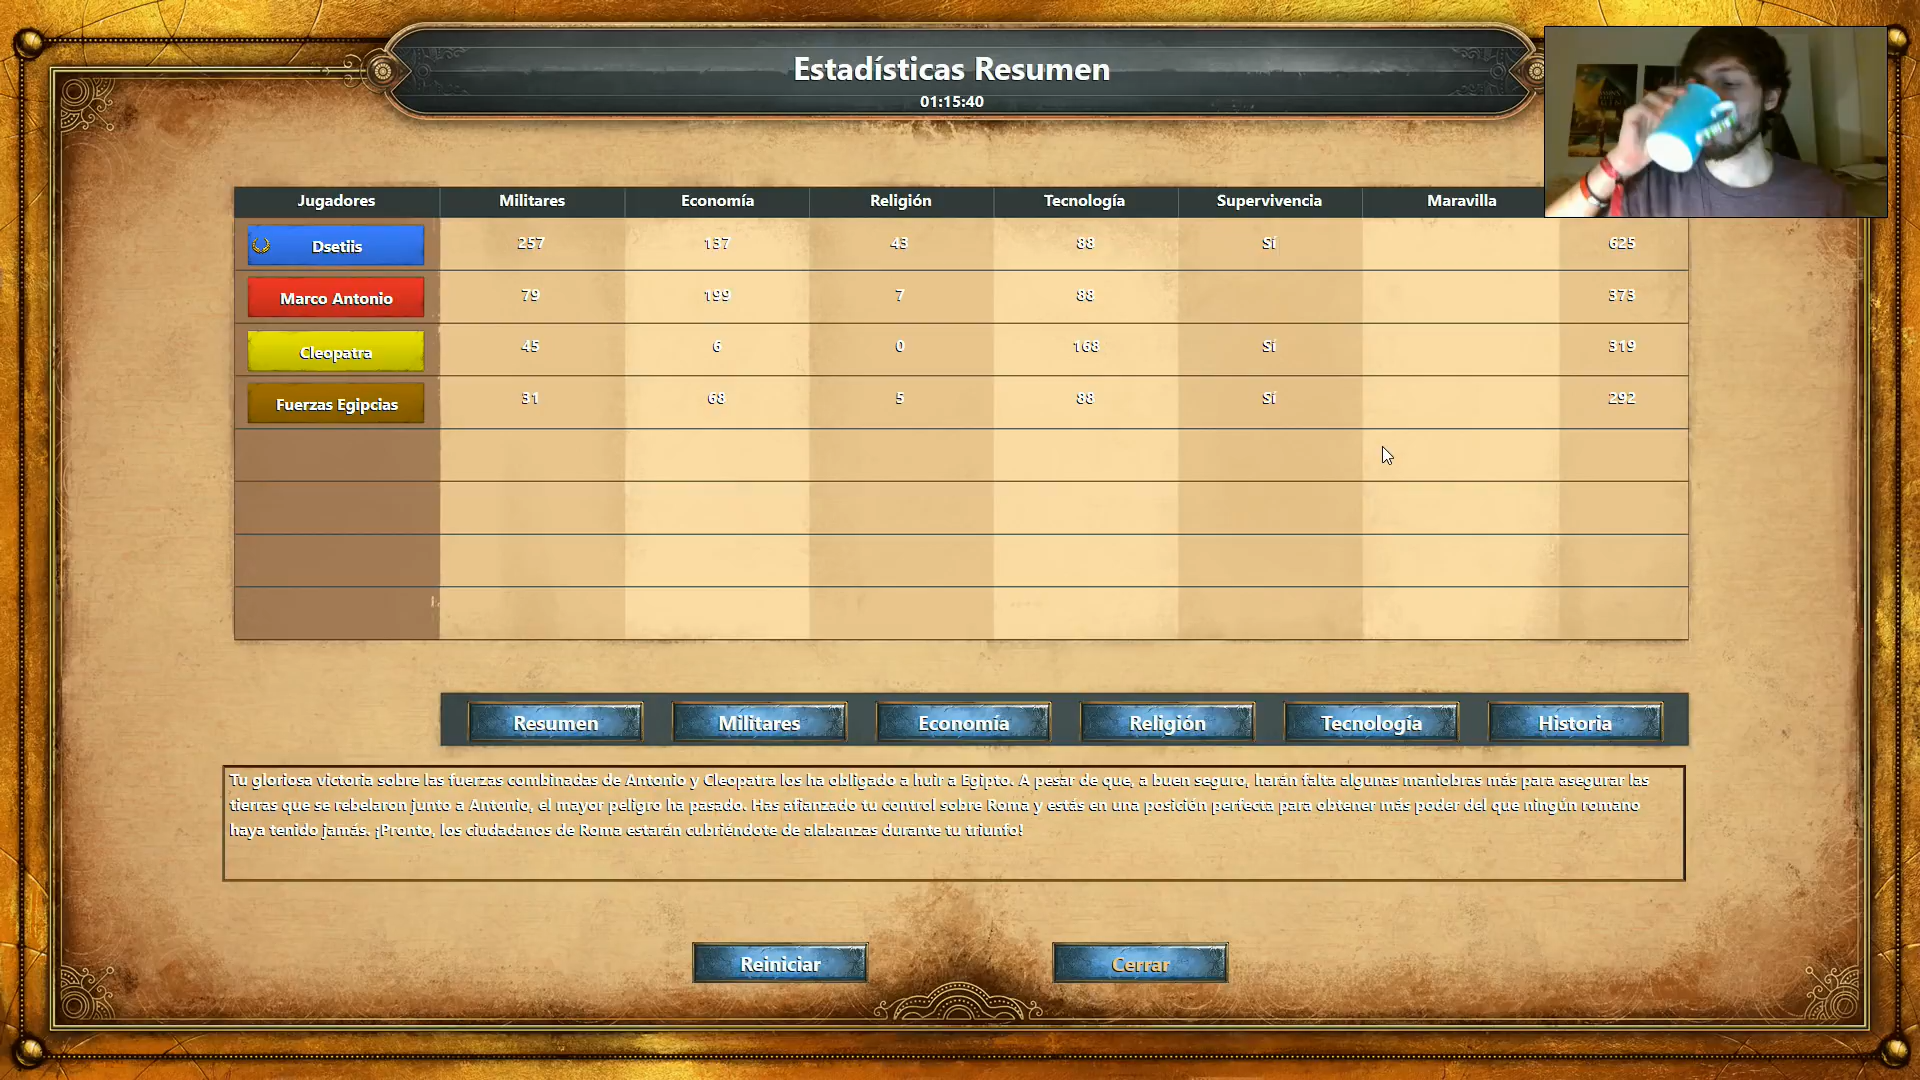 Estadísticas Resumen
01:15:40
Jugadores Militares Economía Religión Tecnología Supervivencia Maravilla
Dsetiis 257 137 43 88 Sí 625
Marco Antonio 79 199 7 88 373
Cleopatra 45 6 0 168 Sí 319
Fuerzas Egipcias 31 68 5 88 Sí 292
Resumen Militares Economía Religión Tecnología Historia
Tu gloriosa victoria sobre las fuerzas combinadas de Antonio y Cleopatra los ha obligado a huir a Egipto. A pesar de que, a buen seguro, harán falta algunas maniobras más para asegurar las
tierras que se rebelaron junto a Antonio, el mayor peligro ha pasado. Has afianzado tu control sobre Roma y estás en una posición perfecta para obtener más poder del que ningún romano
haya tenido jamás. ¡Pronto, los ciudadanos de Roma estarán cubriéndote de alabanzas durante tu triunfo!
Reiniciar Cerrar